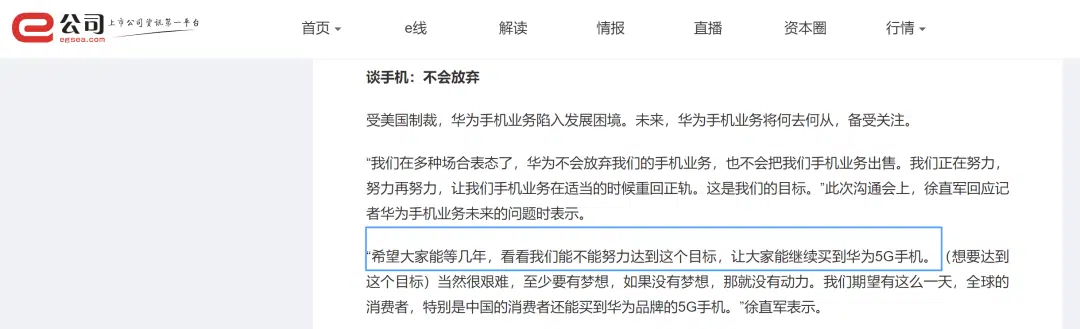 e公司 上市公司资讯第一平台
egsea.com
首页 e线 解读 情报 直播 资本圈 行情
谈手机：不会放弃
受美国制裁，华为手机业务陷入发展困境。未来，华为手机业务将何去何从，备受关注。
“我们在多种场合表态了，华为不会放弃我们的手机业务，也不会把我们手机业务出售。我们正在努力，
努力再努力，让我们手机业务在适当的时候重回正轨。这是我们的目标。”此次沟通会上，徐直军回应记
者华为手机业务未来的问题时表示。
“希望大家能等几年，看看我们能不能努力达到这个目标，让大家能继续买到华为5G手机。（想要达到
这个目标）当然很艰难，至少要有梦想，如果没有梦想，那就没有动力。我们期望有这么一天，全球的
消费者，特别是中国的消费者还能买到华为品牌的5G手机。”徐直军表示。